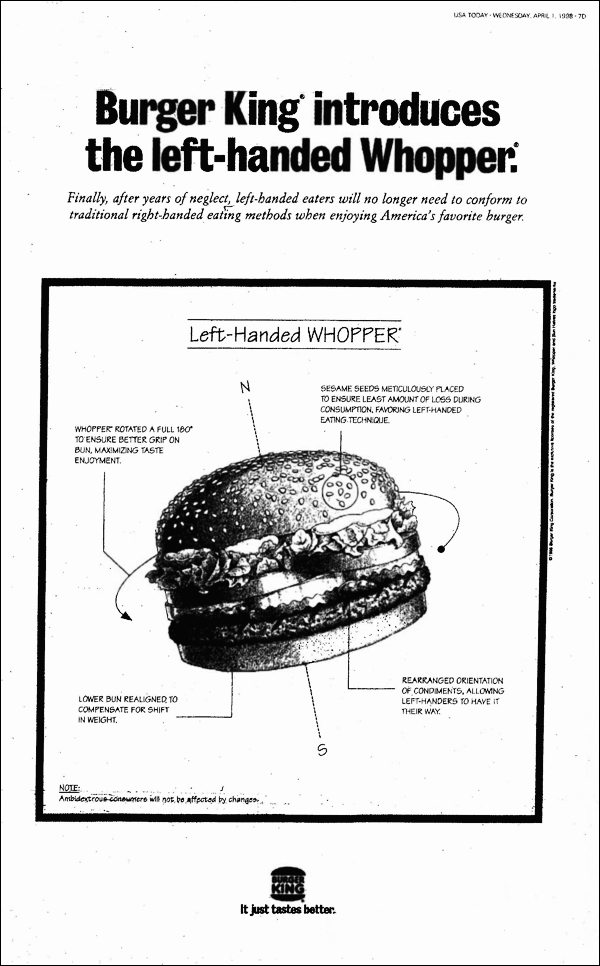 USA TODAY · WEDNESDAY, APRIL 1, 1998 · 7D
Burger King® introduces
the left-handed Whopper.®
Finally, after years of neglect, left-handed eaters will no longer need to conform to
traditional right-handed eating methods when enjoying America's favorite burger.
Left-Handed WHOPPER®
N
SESAME SEEDS METICULOUSLY PLACED
TO ENSURE LEAST AMOUNT OF LOSS DURING
CONSUMPTION, FAVORING LEFT-HANDED
EATING TECHNIQUE.
WHOPPER® ROTATED A FULL 180°
TO ENSURE BETTER GRIP ON
BUN, MAXIMIZING TASTE
ENJOYMENT.
REARRANGED ORIENTATION
OF CONDIMENTS, ALLOWING
LEFT-HANDERS TO HAVE IT
THEIR WAY.
LOWER BUN REALIGNED TO
COMPENSATE FOR SHIFT
IN WEIGHT.
S
NOTE:
Ambidextrous consumers will not be affected by changes.
BURGER
KING
It just tastes better.